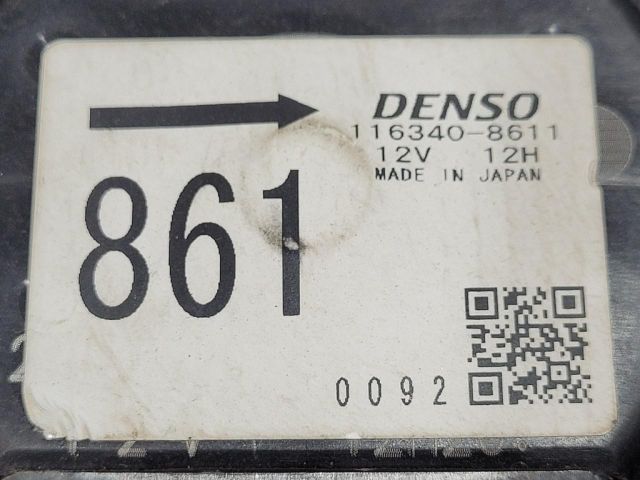 DENSO
116340-8611
12V 12H
MADE IN JAPAN
861
0092